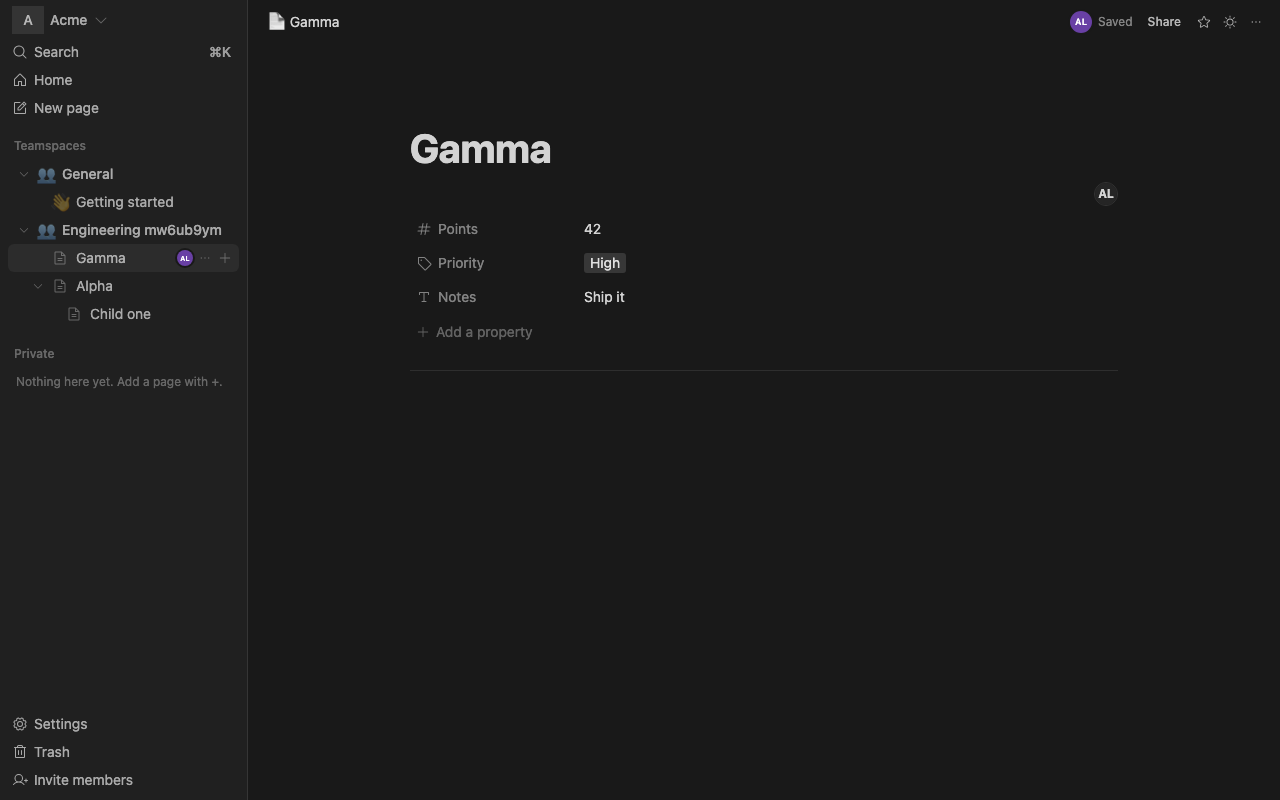 A Acme
Search ⌘K
Home
New page
Teamspaces
General
Getting started
Engineering mw6ub9ym
Gamma AL
Alpha
Child one
Private
Nothing here yet. Add a page with +.
Settings
Trash
Invite members
Gamma
AL Saved Share
Gamma
AL
Points 42
Priority High
Notes Ship it
Add a property